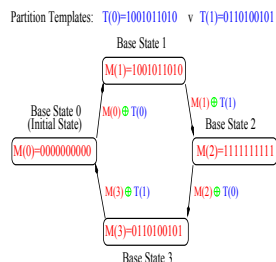 Partition Templates: T(0)=1001011010 v T(1)=0110100101
Base State 1
M(1)=1001011010
M(0)⊕T(0)
M(1)⊕T(1)
Base State 0
(Initial State)
Base State 2
M(0)=0000000000
M(2)=1111111111
M(3)⊕T(1)
M(2)⊕T(0)
M(3)=0110100101
Base State 3